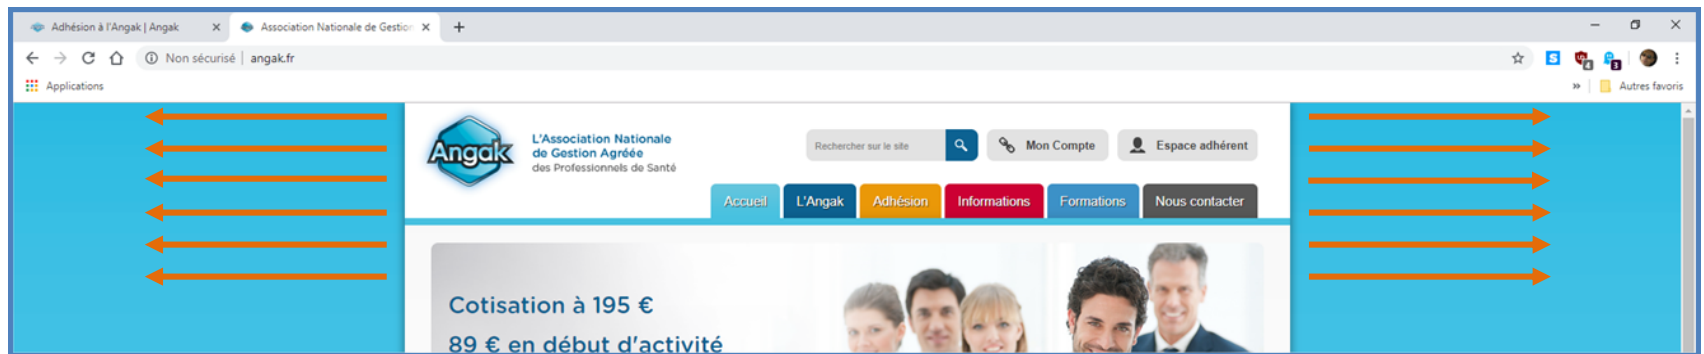 Adhésion à l'Angak | Angak
Association Nationale de Gestion
Non sécurisé | angak.fr
S
4
3
Applications
Autres favoris
Angak
L'Association Nationale
de Gestion Agréée
des Professionnels de Santé
Rechercher sur le site
Mon Compte
Espace adhérent
Accueil
L'Angak
Adhésion
Informations
Formations
Nous contacter
Cotisation à 195 €
89 € en début d'activité